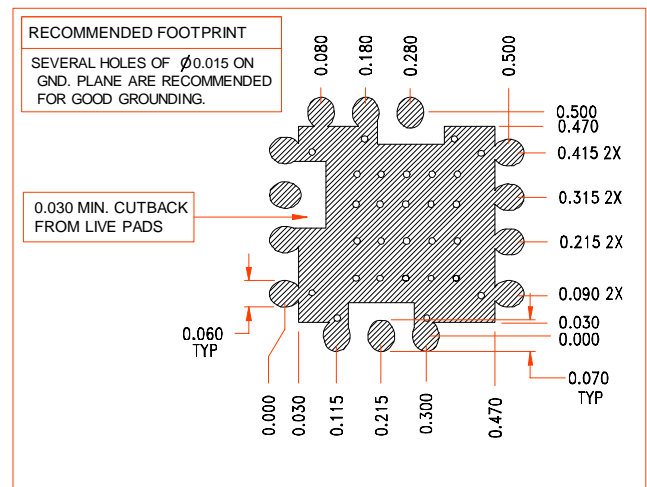 RECOMMENDED FOOTPRINT
SEVERAL HOLES OF Ø0.015 ON
GND. PLANE ARE RECOMMENDED
FOR GOOD GROUNDING.
0.080
0.180
0.280
0.500
0.500
0.470
0.415 2X
0.315 2X
0.215 2X
0.090 2X
0.030
0.000
0.070
TYP
0.030 MIN. CUTBACK
FROM LIVE PADS
0.060
TYP
0.000
0.030
0.115
0.215
0.300
0.470